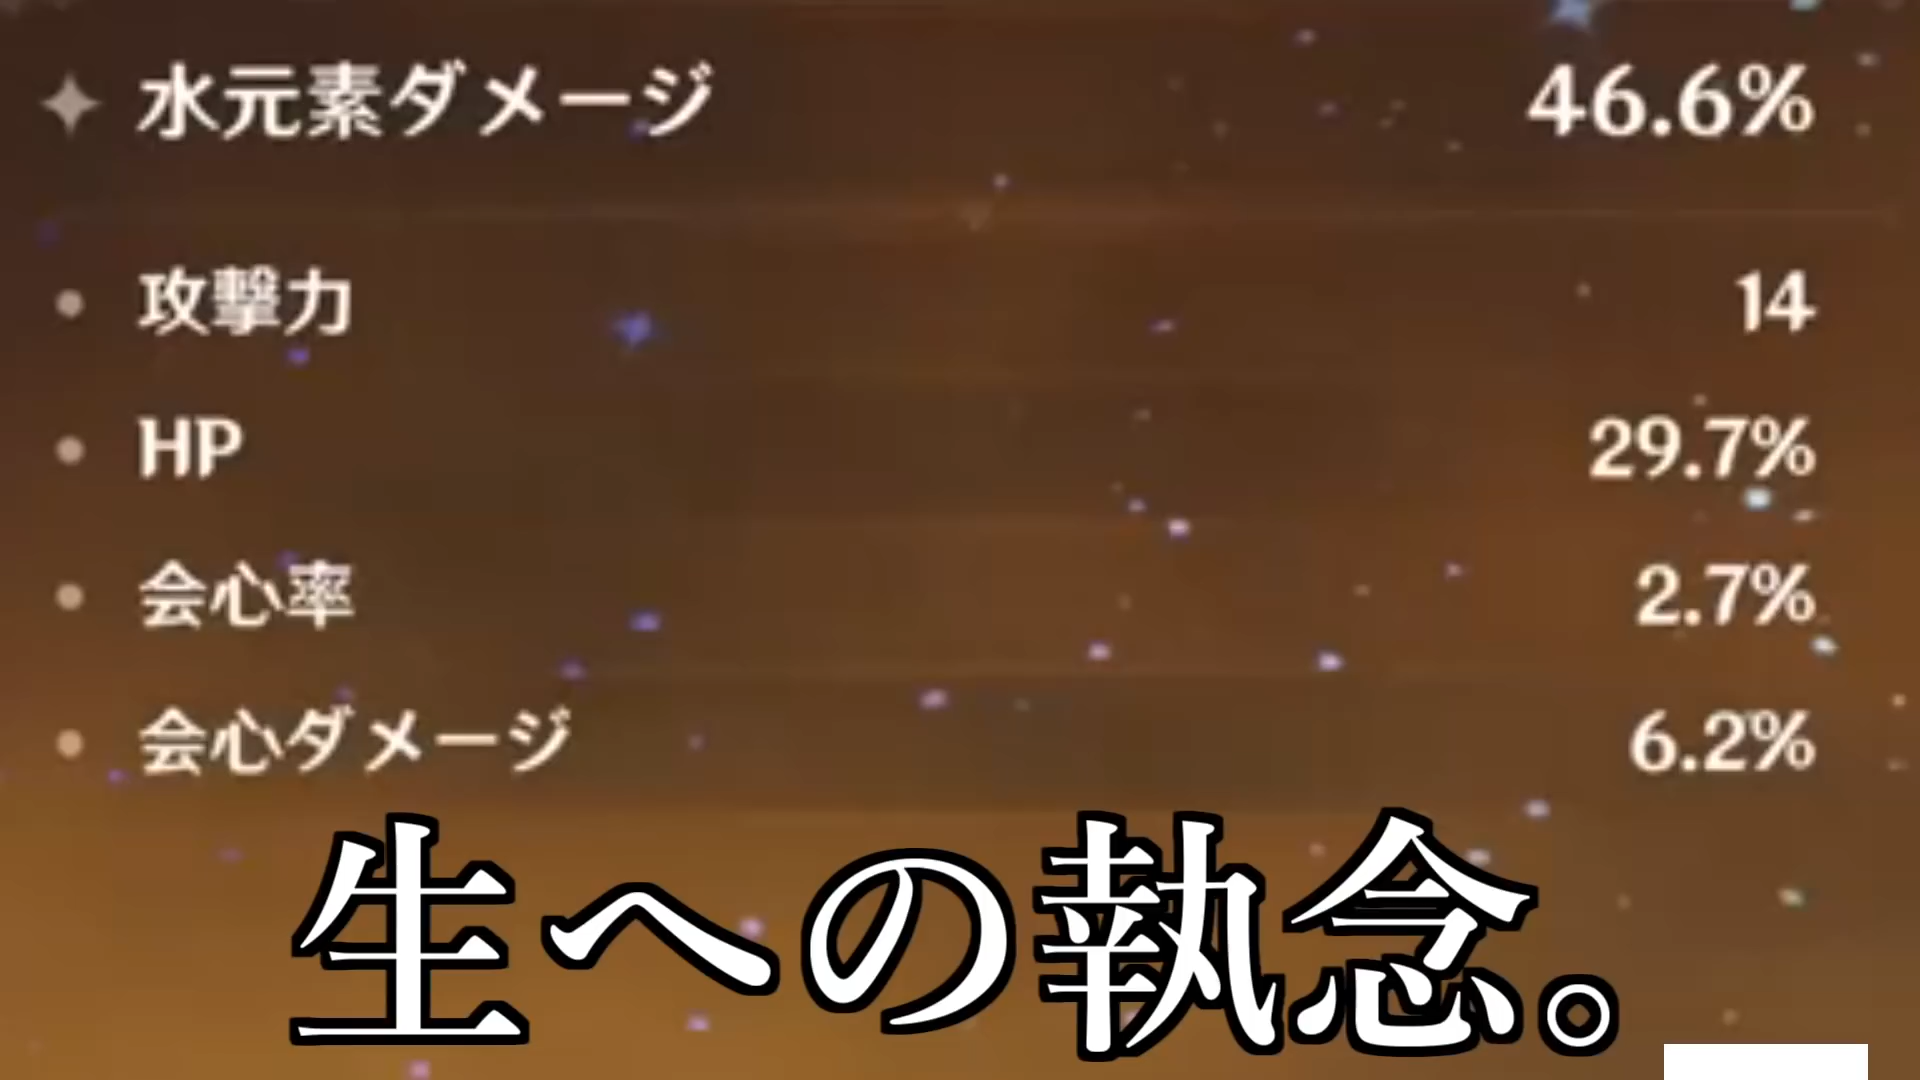 水元素ダメージ 46.6%
攻撃力 14
HP 29.7%
会心率 2.7%
会心ダメージ 6.2%
生への執念。